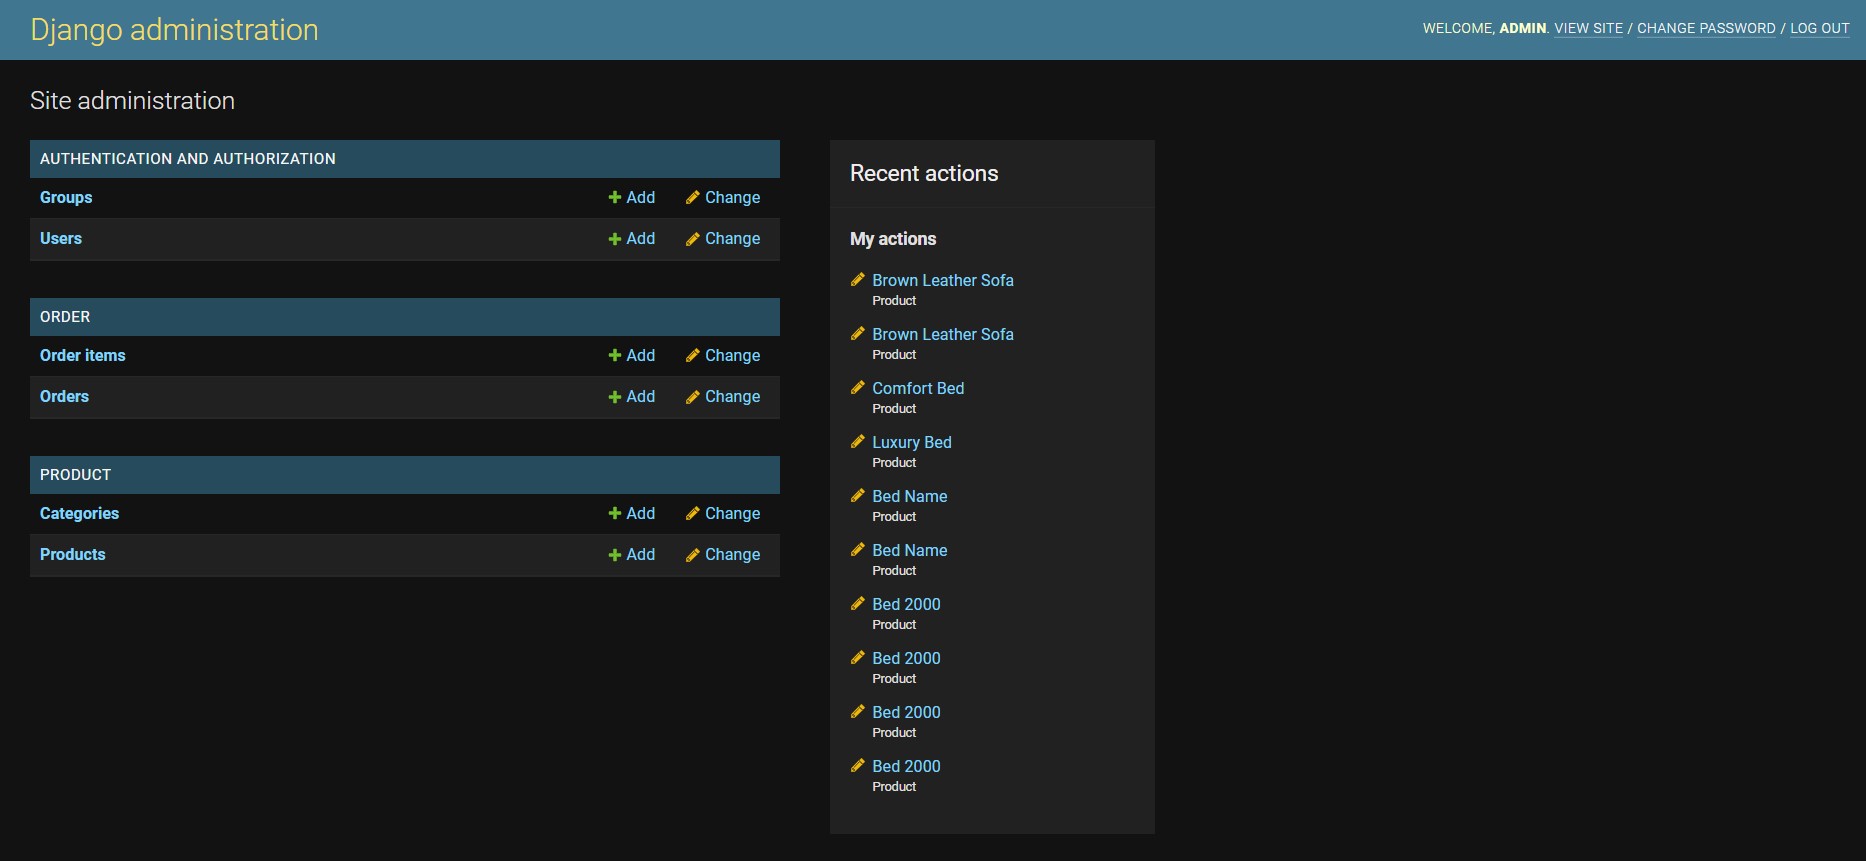 Django administration
WELCOME, ADMIN. VIEW SITE / CHANGE PASSWORD / LOG OUT
Site administration
AUTHENTICATION AND AUTHORIZATION
Groups Add Change
Users Add Change
ORDER
Order items Add Change
Orders Add Change
PRODUCT
Categories Add Change
Products Add Change
Recent actions
My actions
Brown Leather Sofa
Product
Brown Leather Sofa
Product
Comfort Bed
Product
Luxury Bed
Product
Bed Name
Product
Bed Name
Product
Bed 2000
Product
Bed 2000
Product
Bed 2000
Product
Bed 2000
Product